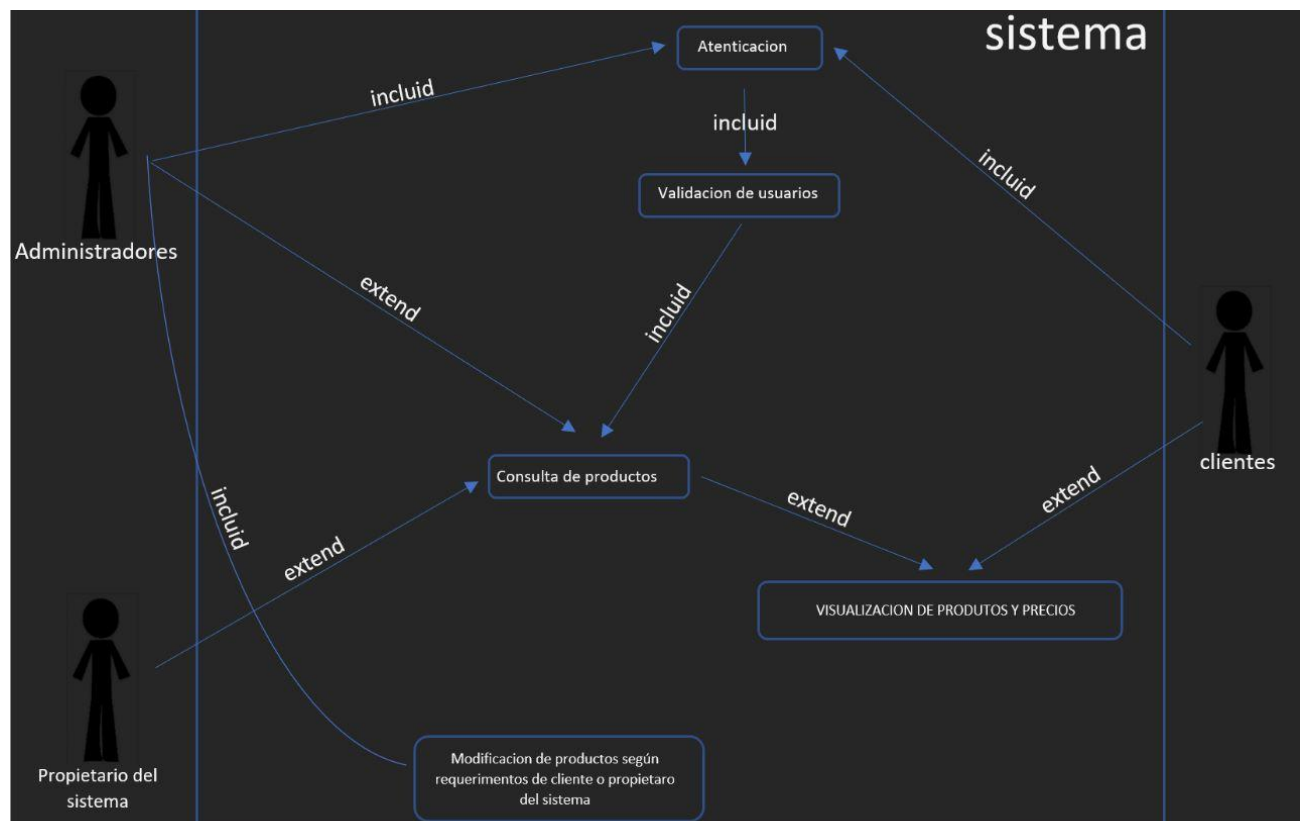 sistema
Atenticacion
incluid
incluid
incluid
Validacion de usuarios
Administradores
extend
incluid
clientes
Consulta de productos
incluid
extend
extend
extend
VISUALIZACION DE PRODUTOS Y PRECIOS
Propietario del
sistema
Modificacion de productos según
requerimentos de cliente o propietaro
del sistema